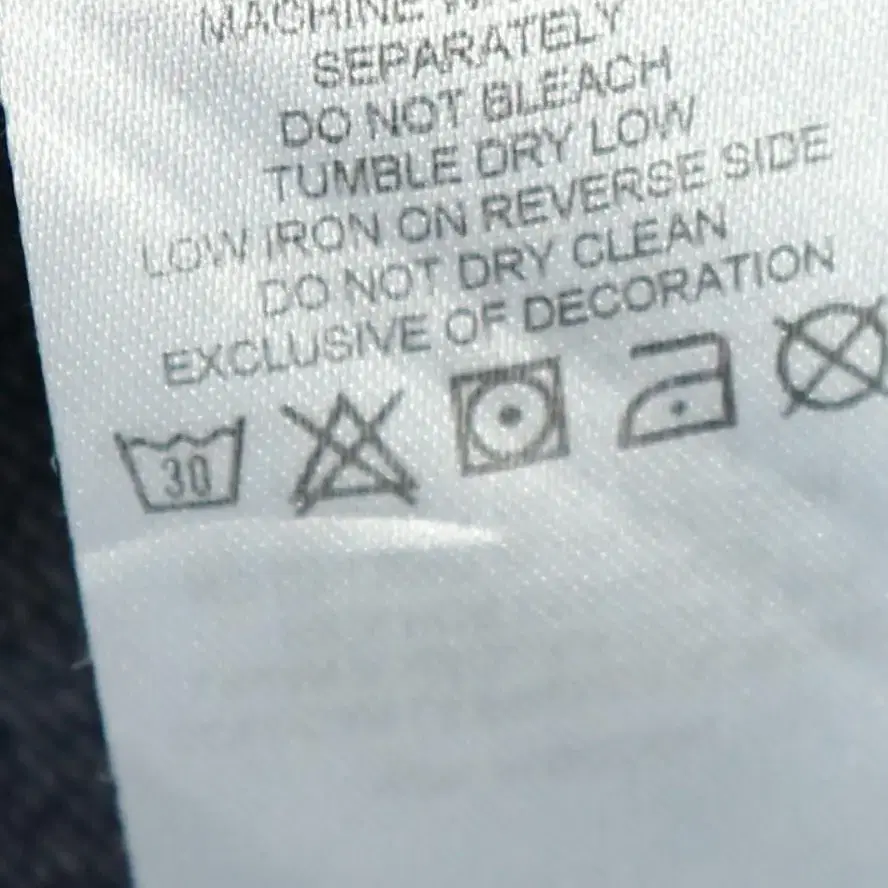 MACHINE
SEPARATELY
DO NOT BLEACH
TUMBLE DRY LOW
LOW IRON ON REVERSE SIDE
DO NOT DRY CLEAN
EXCLUSIVE OF DECORATION
30